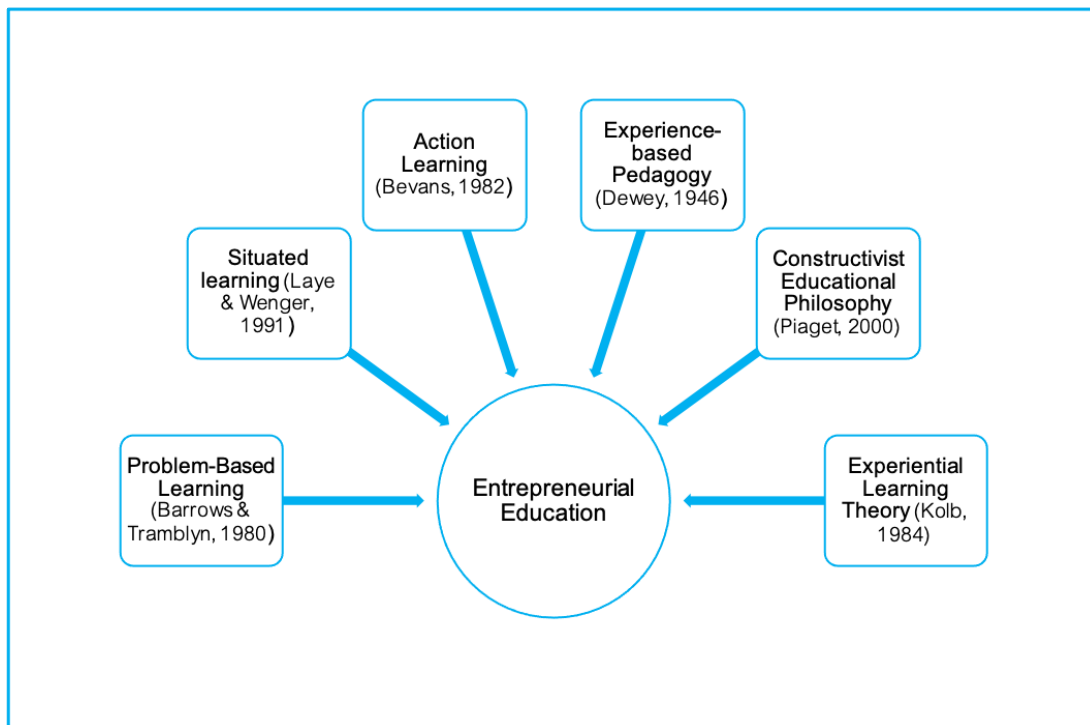 Action
Learning
(Bevans, 1982)
Experience-
based
Pedagogy
(Dewey, 1946)
Situated
learning (Laye
& Wenger,
1991)
Constructivist
Educational
Philosophy
(Piaget, 2000)
Problem-Based
Learning
(Barrows &
Tramblyn, 1980)
Entrepreneurial
Education
Experiential
Learning
Theory (Kolb,
1984)